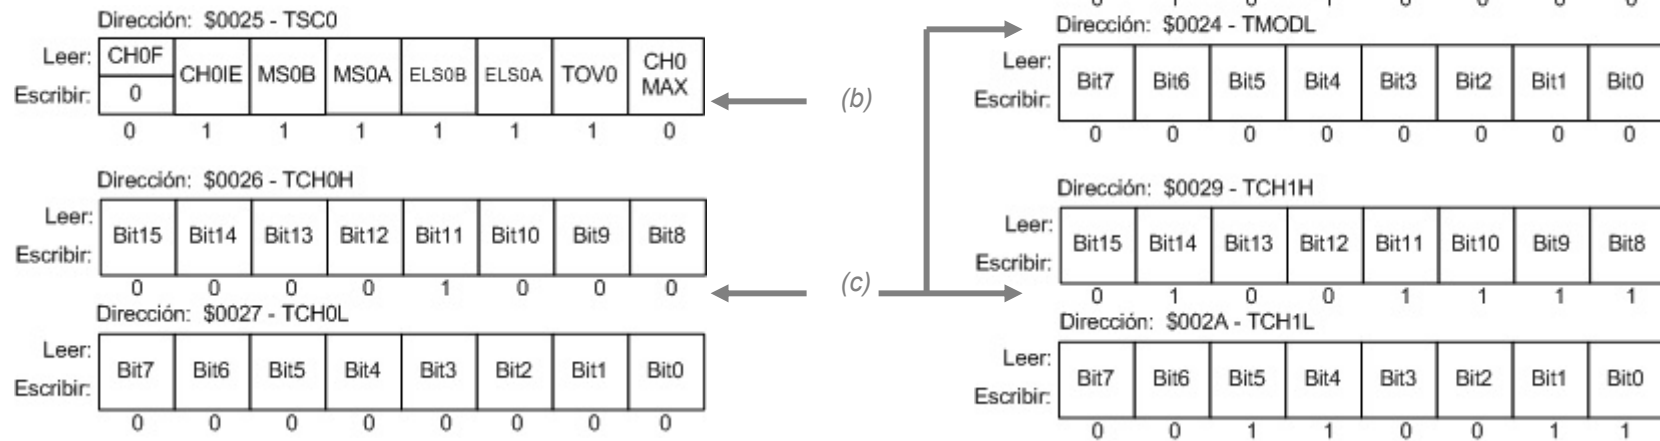 Dirección: $0025 - TSC0
Leer: CH0F CH0IE MS0B MS0A ELS0B ELS0A TOV0 CH0 MAX
Escribir: 0
0 1 1 1 1 1 1 0
(b)
Dirección: $0026 - TCH0H
Leer:
Bit15 Bit14 Bit13 Bit12 Bit11 Bit10 Bit9 Bit8
Escribir:
0 0 0 0 1 0 0 0
(c)
Dirección: $0027 - TCH0L
Leer:
Bit7 Bit6 Bit5 Bit4 Bit3 Bit2 Bit1 Bit0
Escribir:
0 0 0 0 0 0 0 0
Dirección: $0024 - TMODL
Leer:
Bit7 Bit6 Bit5 Bit4 Bit3 Bit2 Bit1 Bit0
Escribir:
0 0 0 0 0 0 0 0
Dirección: $0029 - TCH1H
Leer:
Bit15 Bit14 Bit13 Bit12 Bit11 Bit10 Bit9 Bit8
Escribir:
0 1 0 0 1 1 1 1
Dirección: $002A - TCH1L
Leer:
Bit7 Bit6 Bit5 Bit4 Bit3 Bit2 Bit1 Bit0
Escribir:
0 0 1 1 0 0 1 1